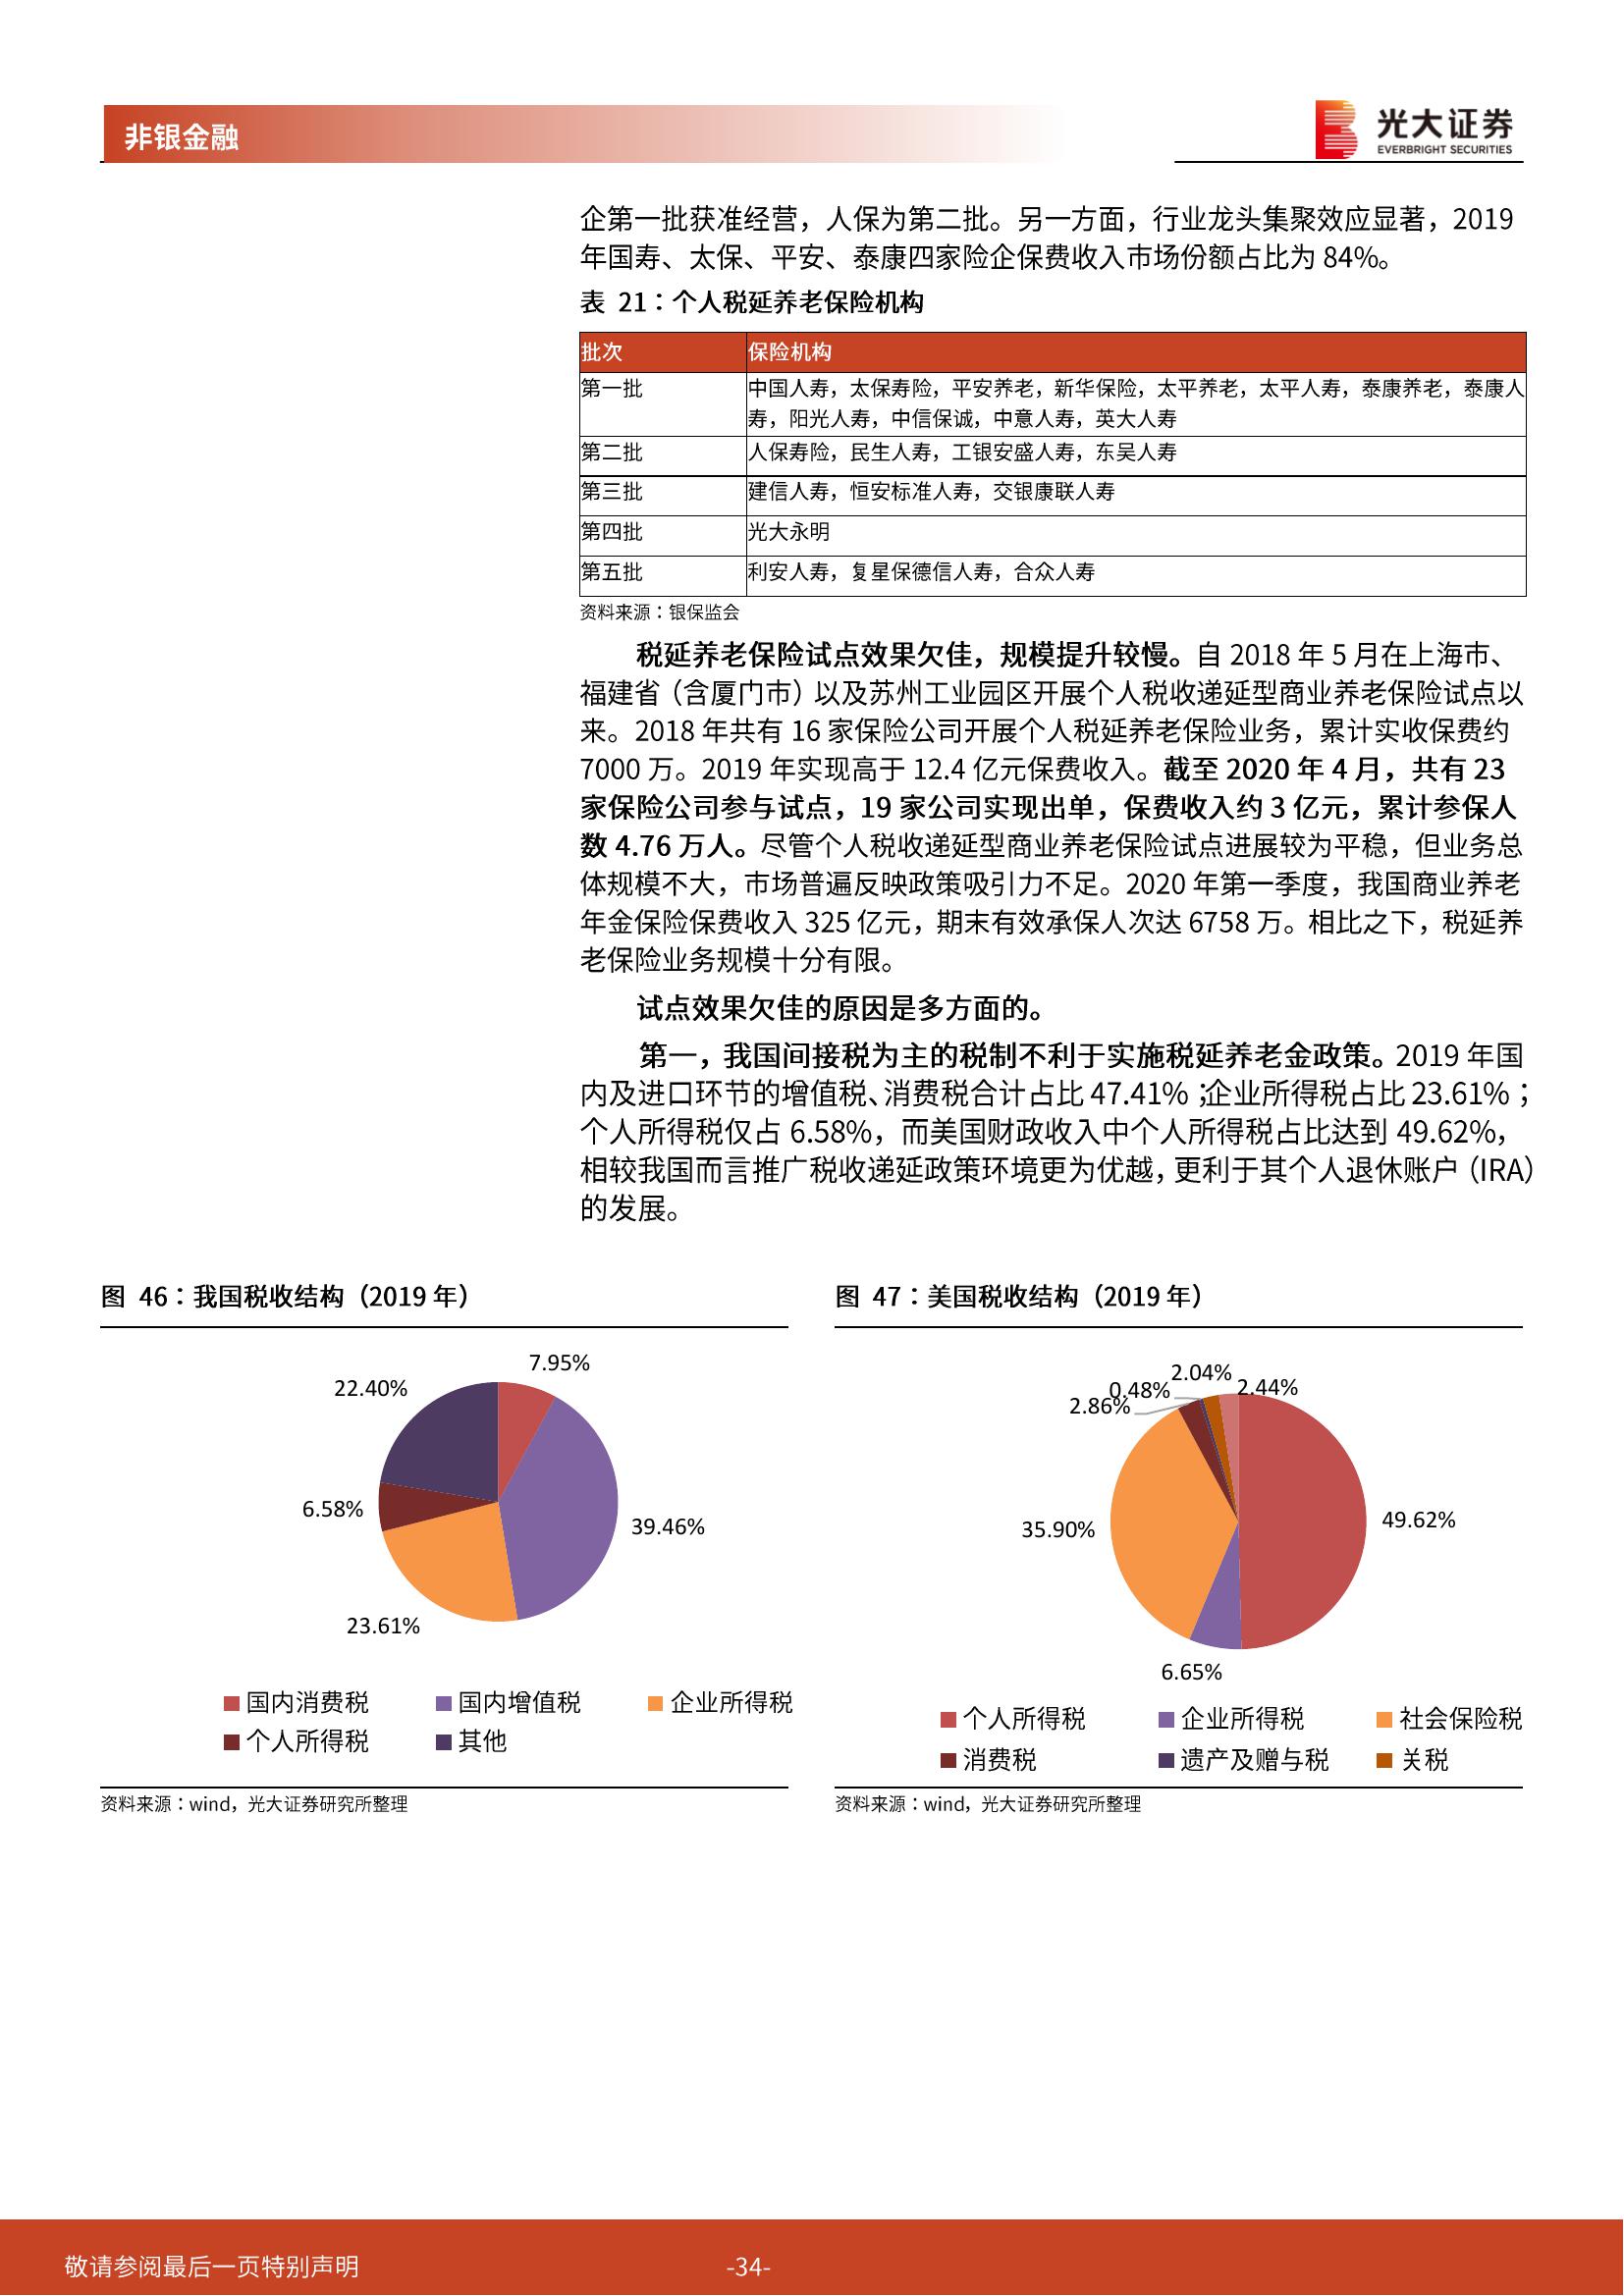 非银金融
光大证券
EVERBRIGHT SECURITIES
企第一批获准经营，人保为第二批。另一方面，行业龙头集聚效应显著，2019
年国寿、太保、平安、泰康四家险企保费收入市场份额占比为 84%。
表 21：个人税延养老保险机构
批次 保险机构
第一批 中国人寿，太保寿险，平安养老，新华保险，太平养老，太平人寿，泰康养老，泰康人
寿，阳光人寿，中信保诚，中意人寿，英大人寿
第二批 人保寿险，民生人寿，工银安盛人寿，东吴人寿
第三批 建信人寿，恒安标准人寿，交银康联人寿
第四批 光大永明
第五批 利安人寿，复星保德信人寿，合众人寿
资料来源：银保监会
税延养老保险试点效果欠佳，规模提升较慢。自 2018 年 5 月在上海市、
福建省（含厦门市）以及苏州工业园区开展个人税收递延型商业养老保险试点以
来。2018 年共有 16 家保险公司开展个人税延养老保险业务，累计实收保费约
7000 万。2019 年实现高于 12.4 亿元保费收入。截至 2020 年 4 月，共有 23
家保险公司参与试点，19 家公司实现出单，保费收入约 3 亿元，累计参保人
数 4.76 万人。尽管个人税收递延型商业养老保险试点进展较为平稳，但业务总
体规模不大，市场普遍反映政策吸引力不足。2020 年第一季度，我国商业养老
年金保险保费收入 325 亿元，期末有效承保人次达 6758 万。相比之下，税延养
老保险业务规模十分有限。
试点效果欠佳的原因是多方面的。
第一，我国间接税为主的税制不利于实施税延养老金政策。2019 年国
内及进口环节的增值税、消费税合计占比 47.41%；企业所得税占比 23.61%；
个人所得税仅占 6.58%，而美国财政收入中个人所得税占比达到 49.62%，
相较我国而言推广税收递延政策环境更为优越，更利于其个人退休账户（IRA）
的发展。
图 46：我国税收结构（2019 年）
7.95%
22.40%
6.58%
39.46%
23.61%
国内消费税 国内增值税 企业所得税
个人所得税 其他
资料来源：wind，光大证券研究所整理
图 47：美国税收结构（2019 年）
2.04%
2.44%
0.48%
2.86%
49.62%
35.90%
6.65%
个人所得税 企业所得税 社会保险税
消费税 遗产及赠与税 关税
资料来源：wind，光大证券研究所整理
敬请参阅最后一页特别声明
-34-